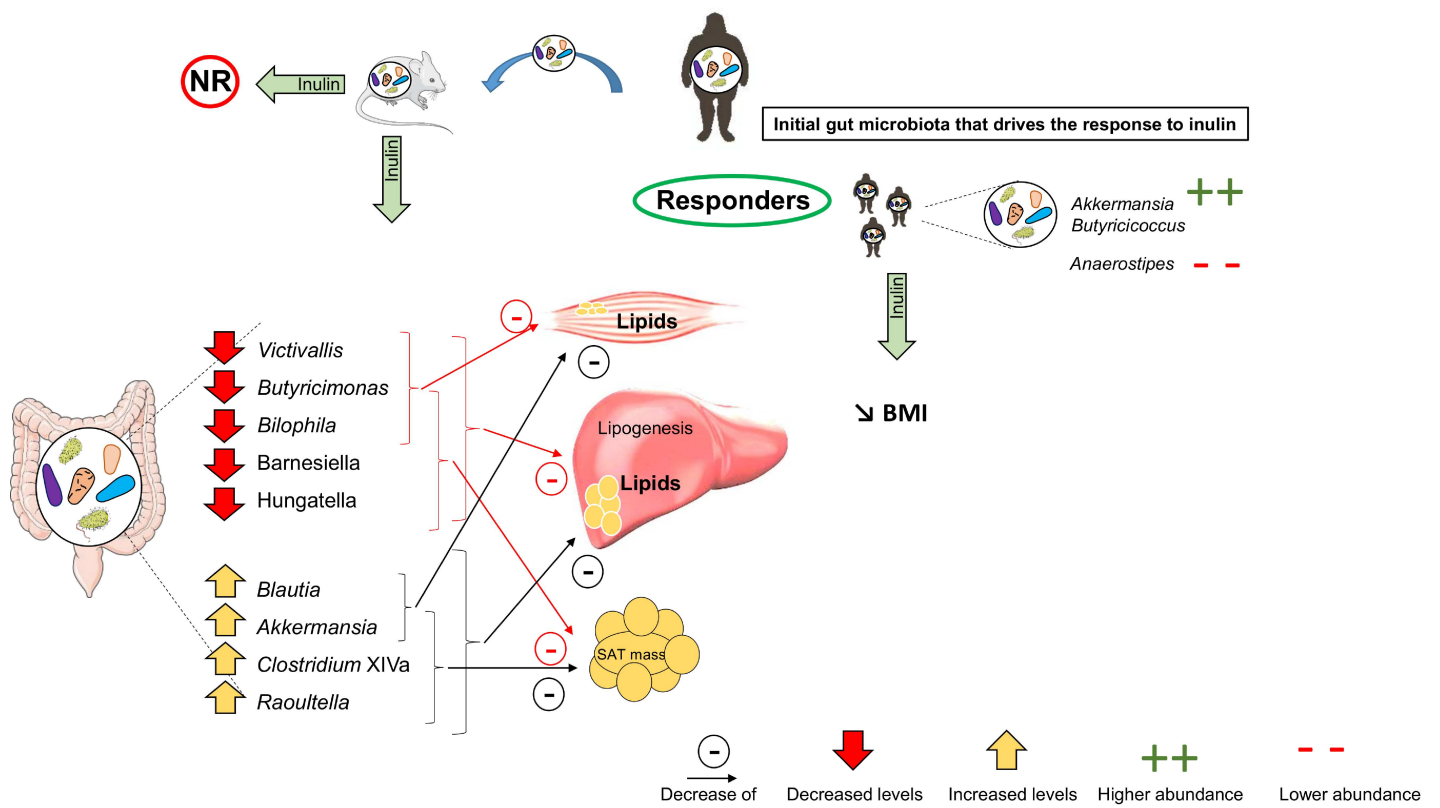 NR
Inulin
Initial gut microbiota that drives the response to inulin
Inulin
Responders
Akkermansia
Butyricicoccus
++
Anaerostipes
- -
Inulin
-
Lipids
-
Victivallis
Butyricimonas
Bilophila
Barnesiella
Hungatella
↘ BMI
Lipogenesis
-
Lipids
-
Blautia
Akkermansia
Clostridium XIVa
Raoultella
-
SAT mass
-
-
++
- -
Decrease of
Decreased levels
Increased levels
Higher abundance
Lower abundance